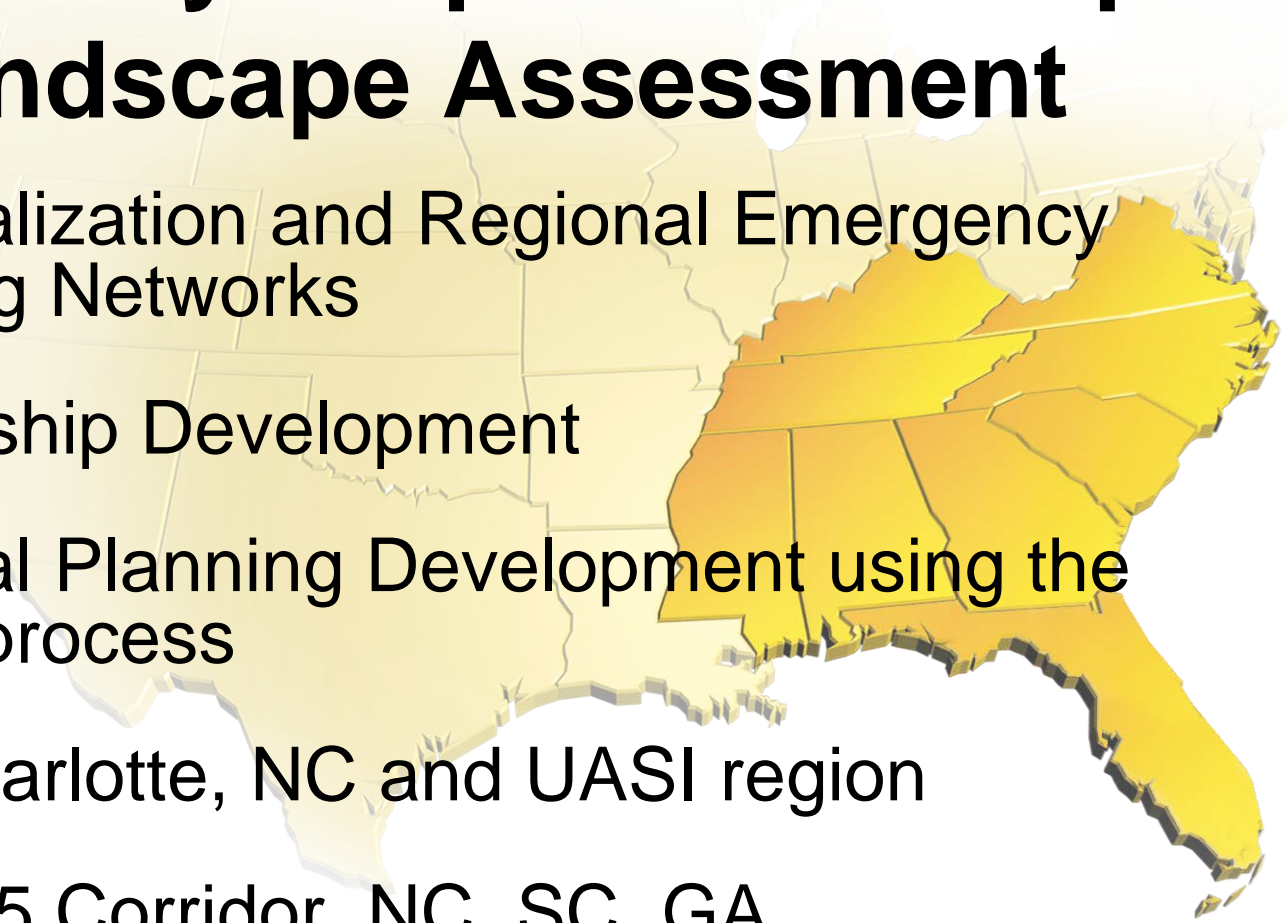 ndscape Assessment
alization and Regional Emergency
g Networks
ship Development
al Planning Development using the
process
arlotte, NC and UASI region
5 Corridor, NC, SC, GA